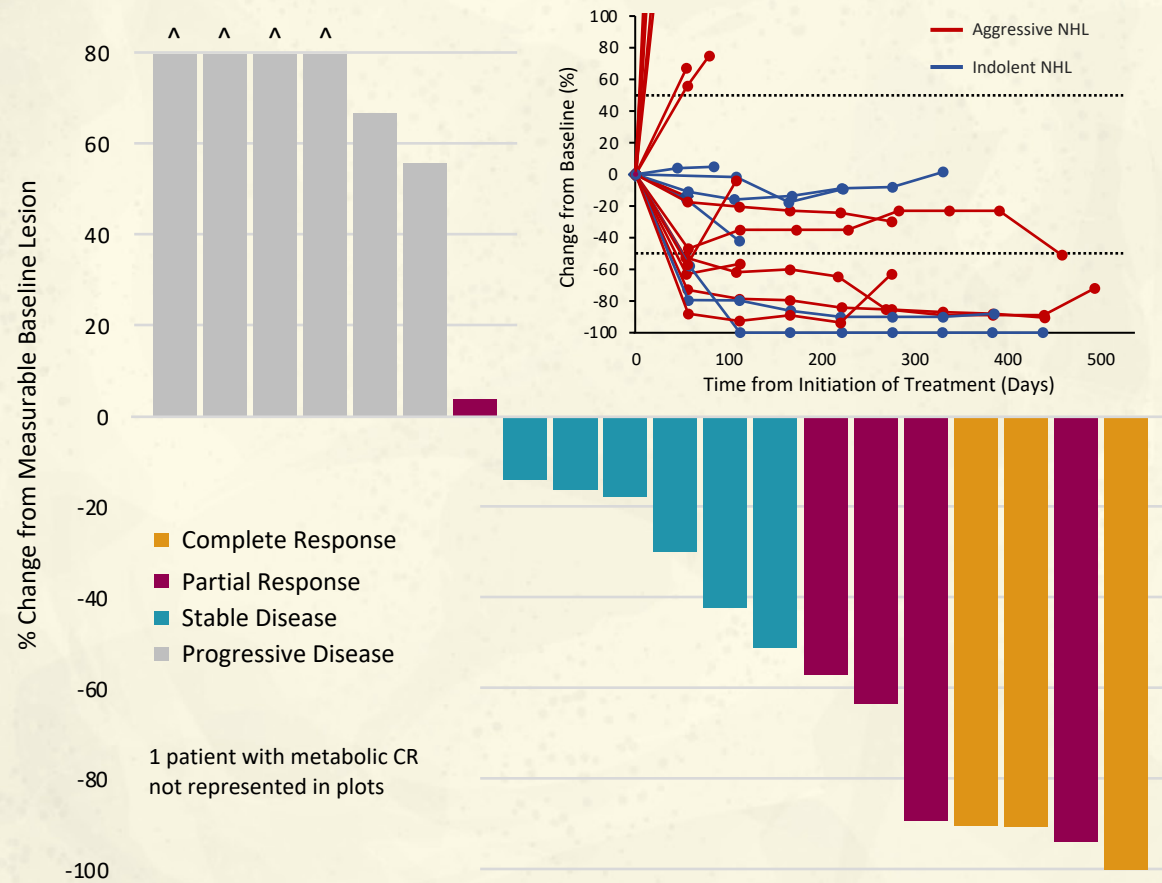 ^ ^ ^ ^
80
60
40
20
0
-20
-40
-60
-80
-100
% Change from Measurable Baseline Lesion
Complete Response
Partial Response
Stable Disease
Progressive Disease
1 patient with metabolic CR
not represented in plots
100
80
60
40
20
0
-20
-40
-60
-80
-100
Change from Baseline (%)
Aggressive NHL
Indolent NHL
0 100 200 300 400 500
Time from Initiation of Treatment (Days)